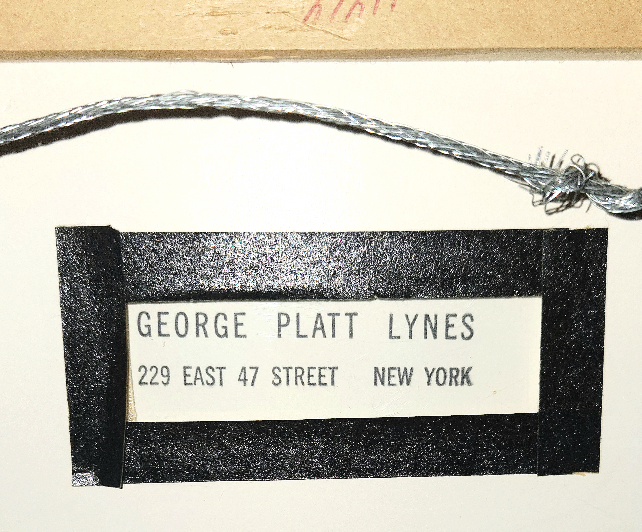 GEORGE PLATT LYNES
229 EAST 47 STREET NEW YORK